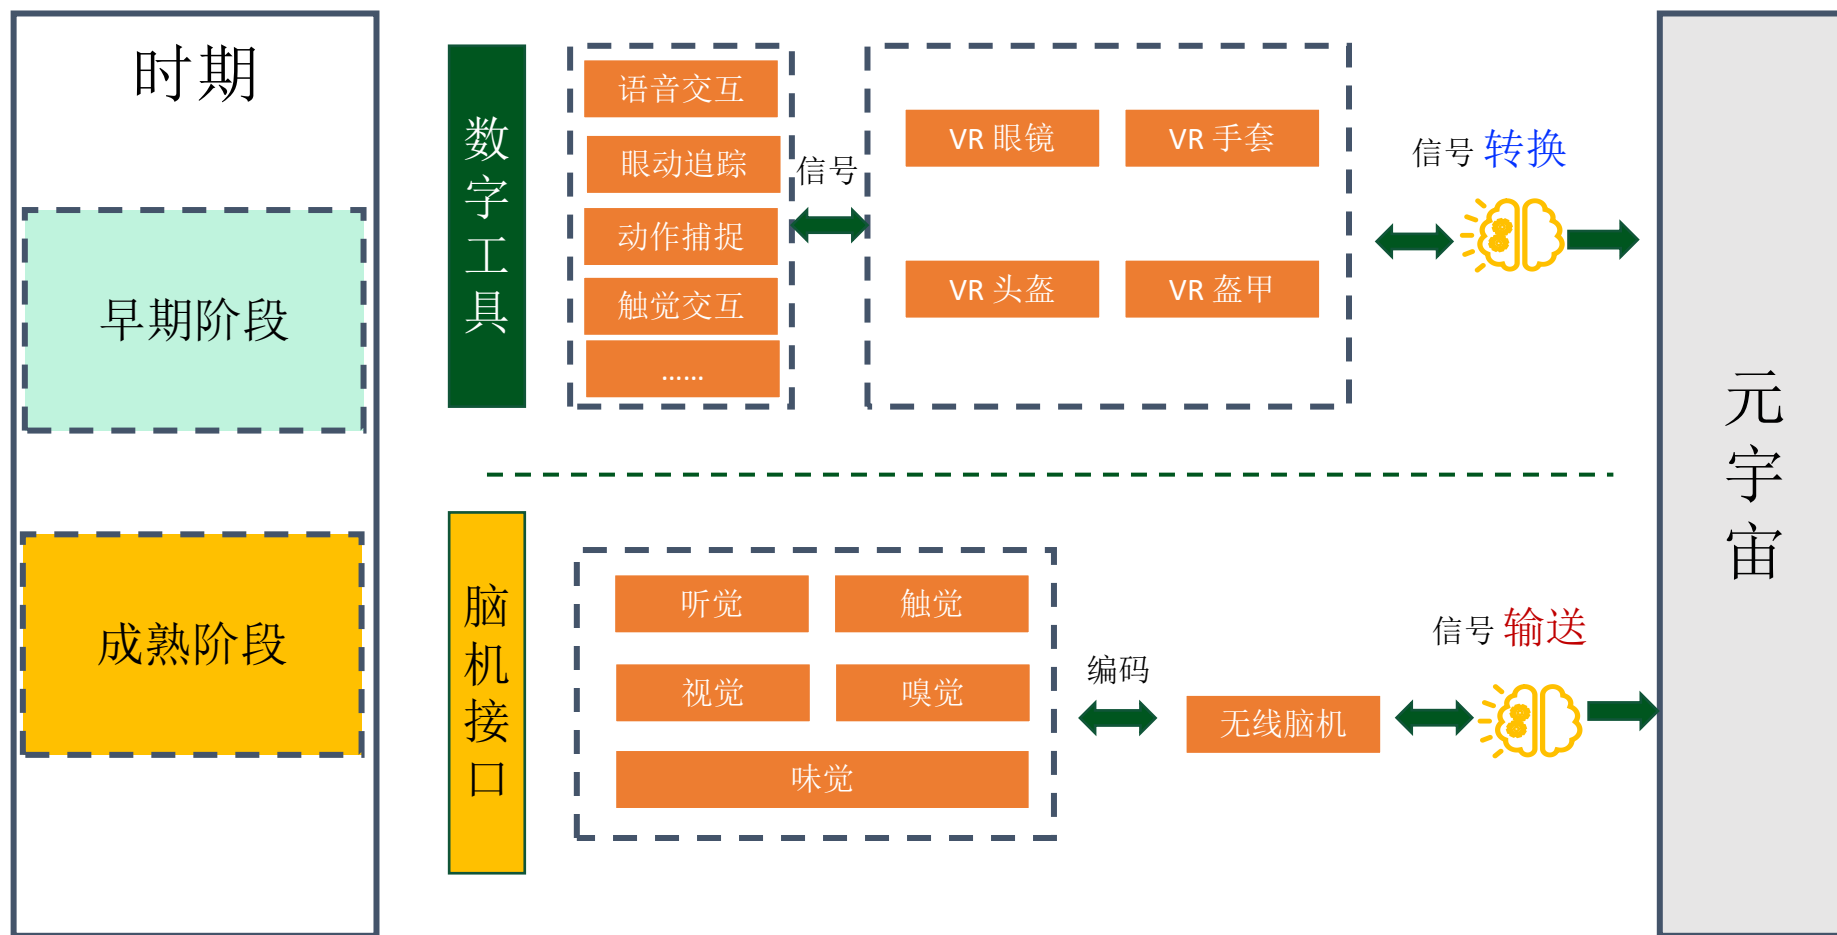 时期
早期阶段
成熟阶段
数字工具
语音交互
眼动追踪
动作捕捉
触觉交互
......
信号
VR 眼镜
VR 手套
VR 头盔
VR 盔甲
信号 转换
脑机接口
听觉
触觉
视觉
嗅觉
味觉
编码
无线脑机
信号 输送
元宇宙